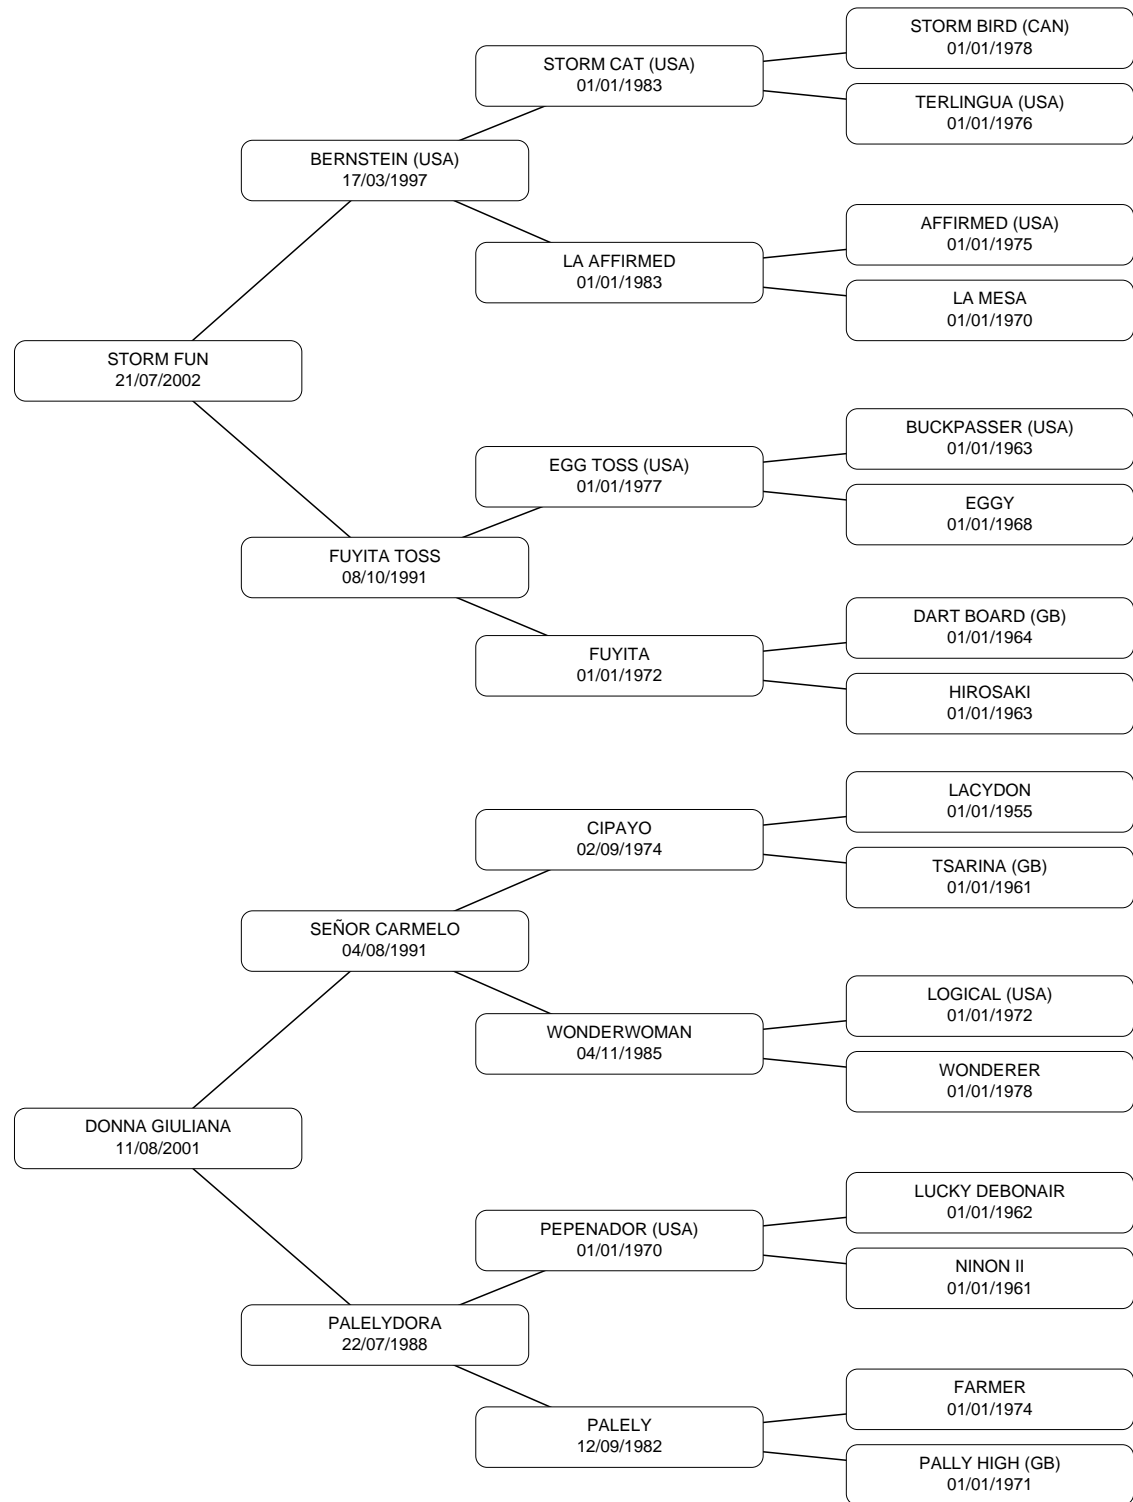 STORM BIRD (CAN)
01/01/1978
STORM CAT (USA)
01/01/1983
TERLINGUA (USA)
01/01/1976
BERNSTEIN (USA)
17/03/1997
AFFIRMED (USA)
01/01/1975
LA AFFIRMED
01/01/1983
LA MESA
01/01/1970
STORM FUN
21/07/2002
BUCKPASSER (USA)
01/01/1963
EGG TOSS (USA)
01/01/1977
EGGY
01/01/1968
FUYITA TOSS
08/10/1991
DART BOARD (GB)
01/01/1964
FUYITA
01/01/1972
HIROSAKI
01/01/1963
LACYDON
01/01/1955
CIPAYO
02/09/1974
TSARINA (GB)
01/01/1961
SEÑOR CARMELO
04/08/1991
LOGICAL (USA)
01/01/1972
WONDERWOMAN
04/11/1985
WONDERER
01/01/1978
DONNA GIULIANA
11/08/2001
LUCKY DEBONAIR
01/01/1962
PEPENADOR (USA)
01/01/1970
NINON II
01/01/1961
PALELYDORA
22/07/1988
FARMER
01/01/1974
PALELY
12/09/1982
PALLY HIGH (GB)
01/01/1971